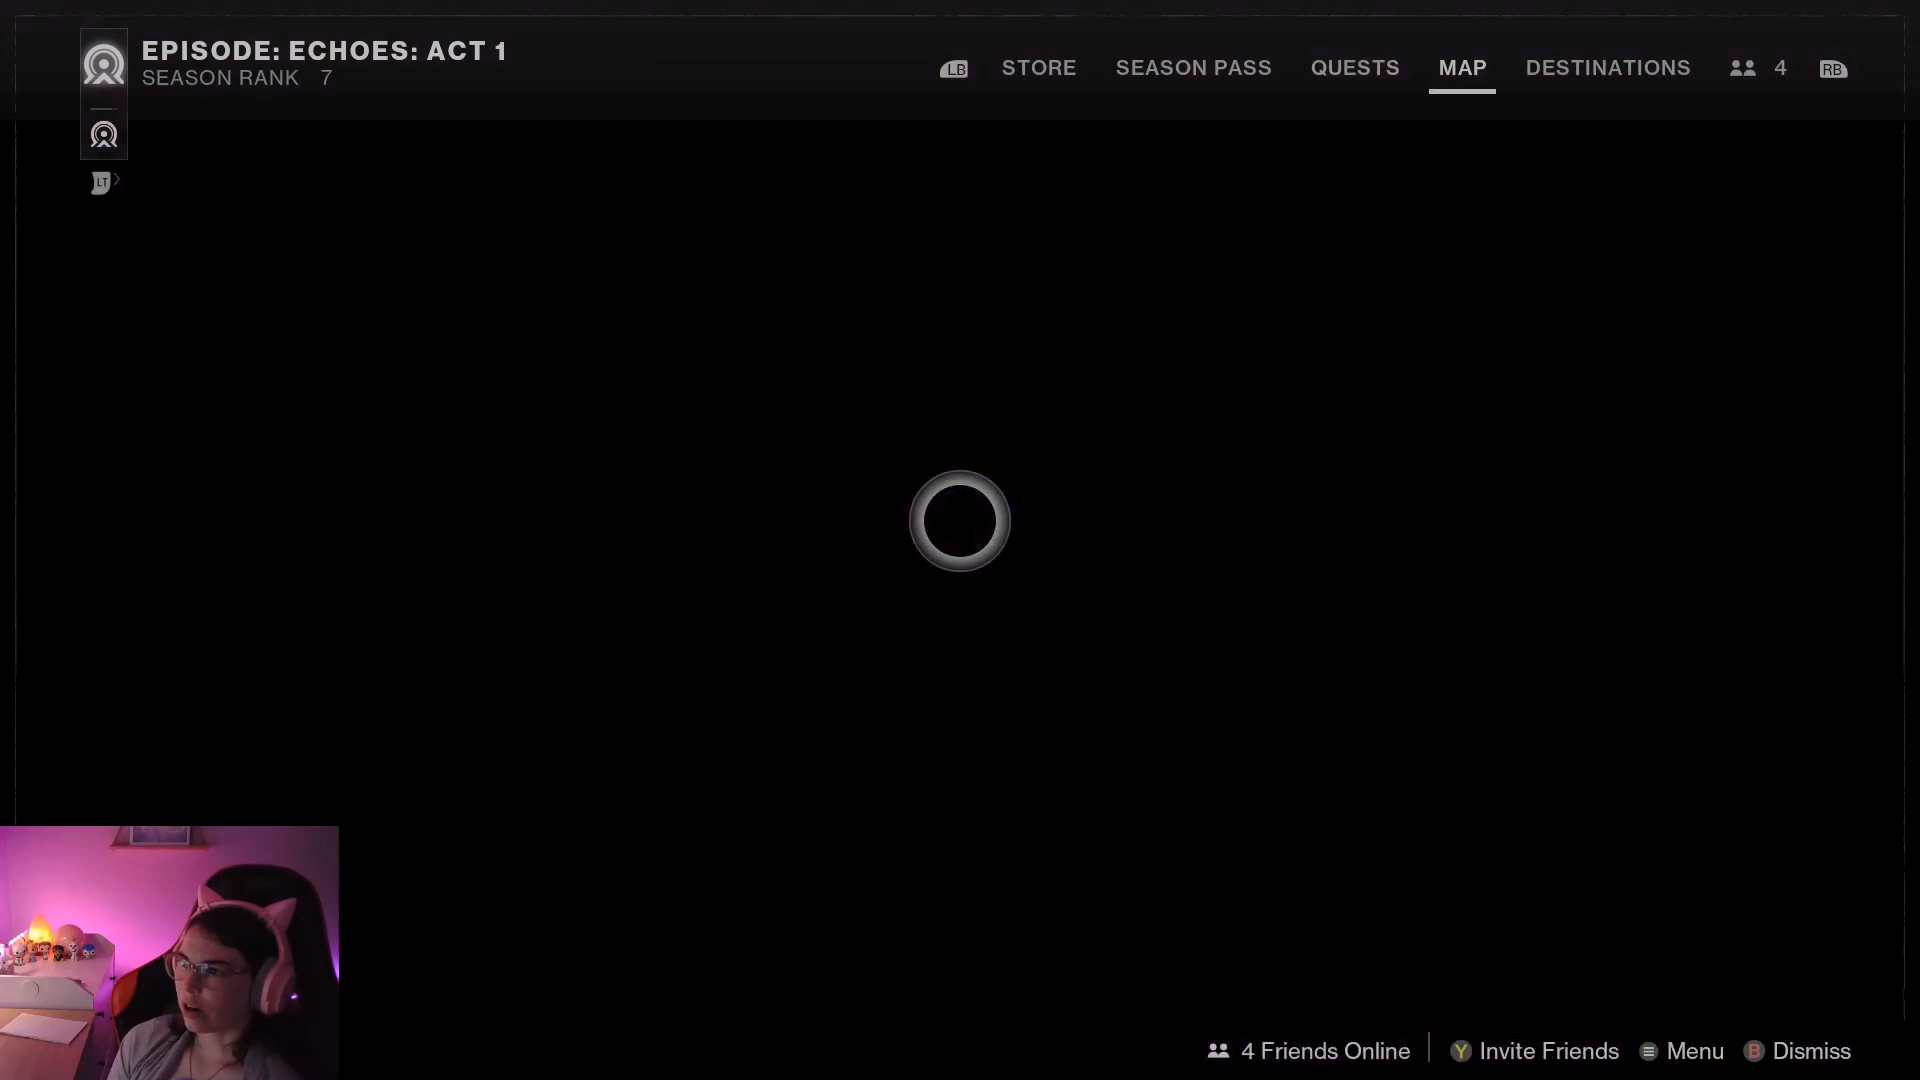 EPISODE: ECHOES: ACT 1
SEASON RANK 7
LB STORE SEASON PASS QUESTS MAP DESTINATIONS 4 RB
LT
4 Friends Online Y Invite Friends Menu B Dismiss